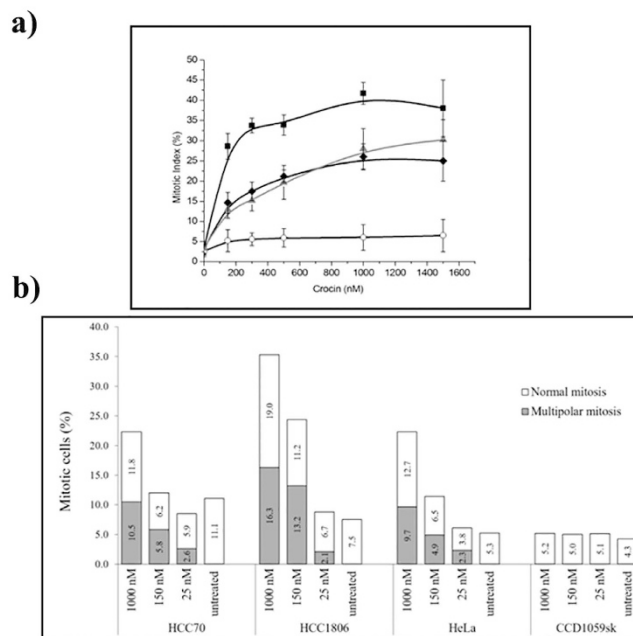 a)
45
40
35
30
25
20
15
10
5
0
Mitotic Index (%)
0 200 400 600 800 1000 1200 1400 1600
Crocin (nM)
b)
40.0
35.0
30.0
25.0
20.0
15.0
10.0
5.0
0.0
Mitotic cells (%)
Normal mitosis
Multipolar mitosis
11.8
10.5
6.2
5.8
5.9
2.6
11.1
19.0
16.3
11.2
13.2
6.7
2.1
7.5
12.7
9.7
6.5
4.9
3.8
2.3
5.3
5.2
5.0
5.1
4.3
1000 nM
150 nM
25 nM
untreated
1000 nM
150 nM
25 nM
untreated
1000 nM
150 nM
25 nM
untreated
1000 nM
150 nM
25 nM
untreated
HCC70 HCC1806 HeLa CCD1059sk